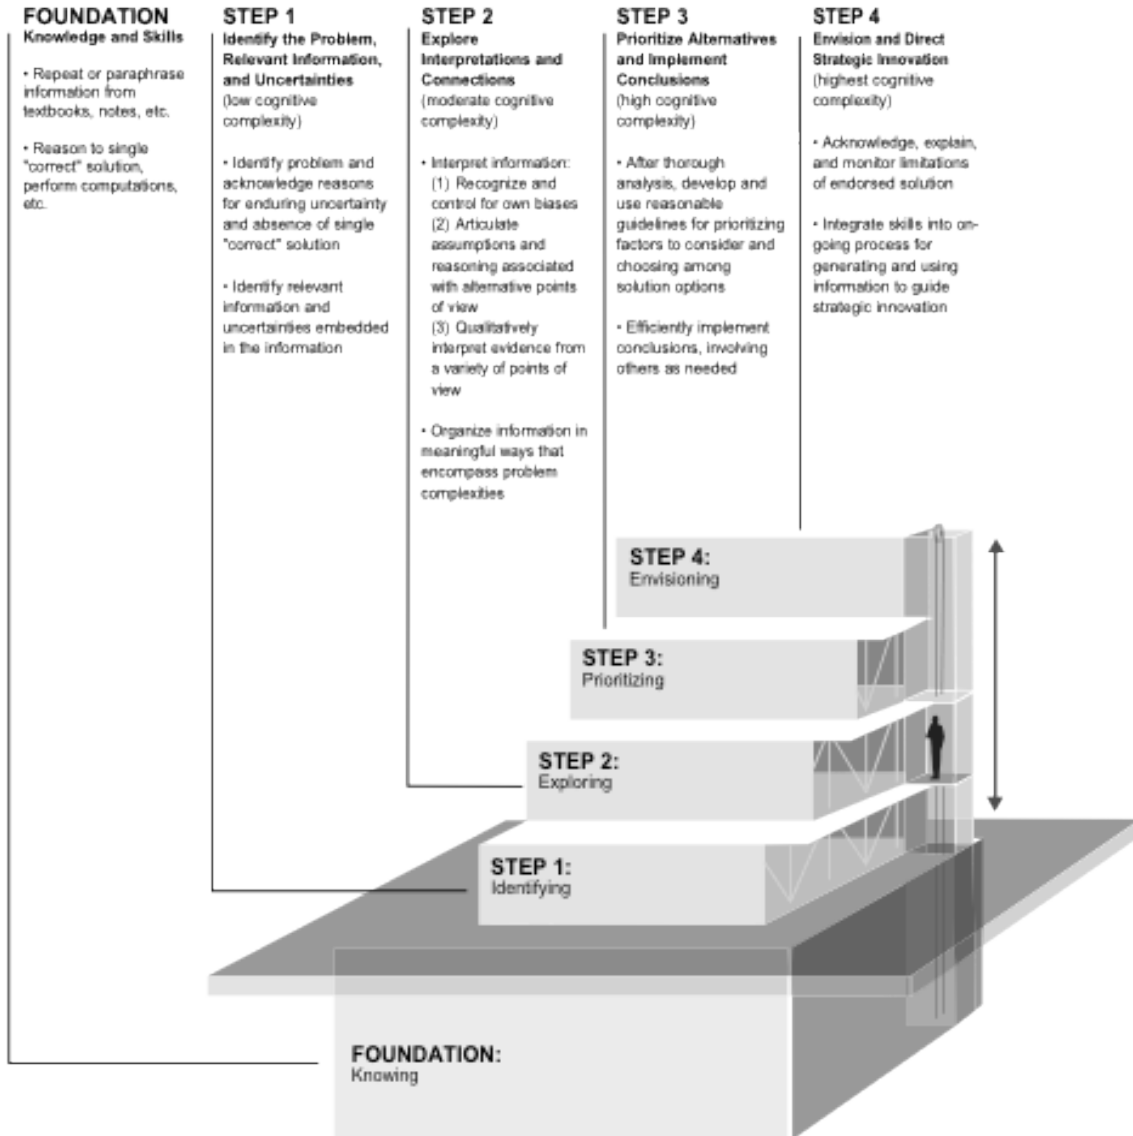 FOUNDATION
Knowledge and Skills
• Repeat or paraphrase
information from
textbooks, notes, etc.
• Reason to single
"correct" solution,
perform computations,
etc.
STEP 1
Identify the Problem,
Relevant Information,
and Uncertainties
(low cognitive
complexity)
• Identify problem and
acknowledge reasons
for enduring uncertainty
and absence of single
"correct" solution
• Identify relevant
information and
uncertainties embedded
in the information
STEP 2
Explore
Interpretations and
Connections
(moderate cognitive
complexity)
• Interpret information:
(1) Recognize and
control for own biases
(2) Articulate
assumptions and
reasoning associated
with alternative points
of view
(3) Qualitatively
interpret evidence from
a variety of points of
view
• Organize information in
meaningful ways that
encompass problem
complexities
STEP 3
Prioritize Alternatives
and Implement
Conclusions
(high cognitive
complexity)
• After thorough
analysis, develop and
use reasonable
guidelines for prioritizing
factors to consider and
choosing among
solution options
• Efficiently implement
conclusions, involving
others as needed
STEP 4
Envision and Direct
Strategic Innovation
(highest cognitive
complexity)
• Acknowledge, explain,
and monitor limitations
of endorsed solution
• Integrate skills into on-
going process for
generating and using
information to guide
strategic innovation
STEP 4:
Envisioning
STEP 3:
Prioritizing
STEP 2:
Exploring
STEP 1:
Identifying
FOUNDATION:
Knowing